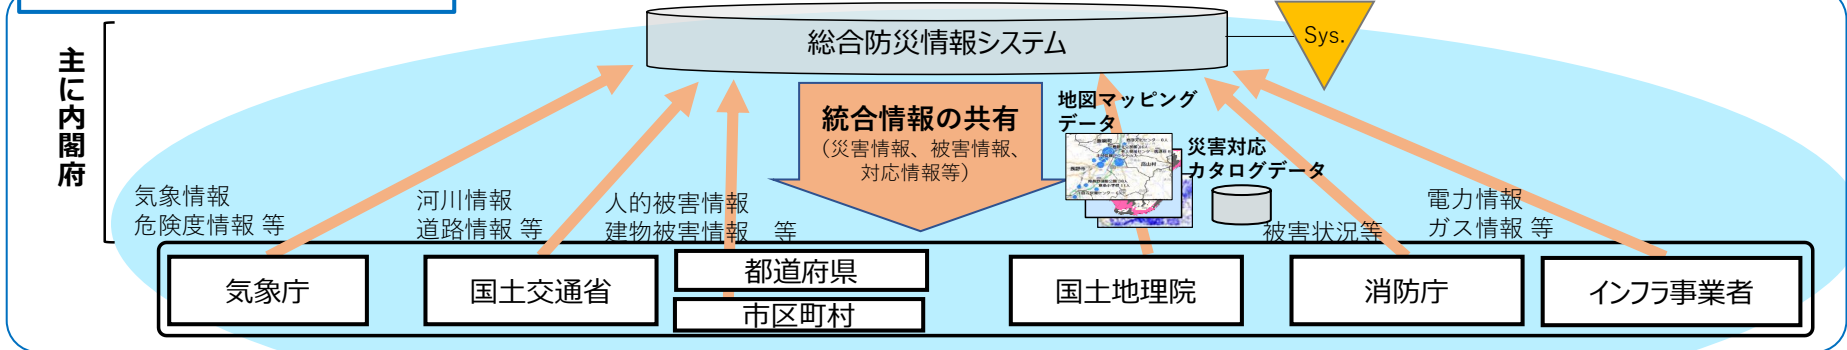 総合防災情報システム
Sys.
主に内閣府
統合情報の共有
（災害情報、被害情報、
対応情報等）
地図マッピング
データ
災害対応
カタログデータ
気象情報
危険度情報 等
河川情報
道路情報 等
人的被害情報
建物被害情報　等
被害状況等
電力情報
ガス情報 等
気象庁
国土交通省
都道府県
市区町村
国土地理院
消防庁
インフラ事業者